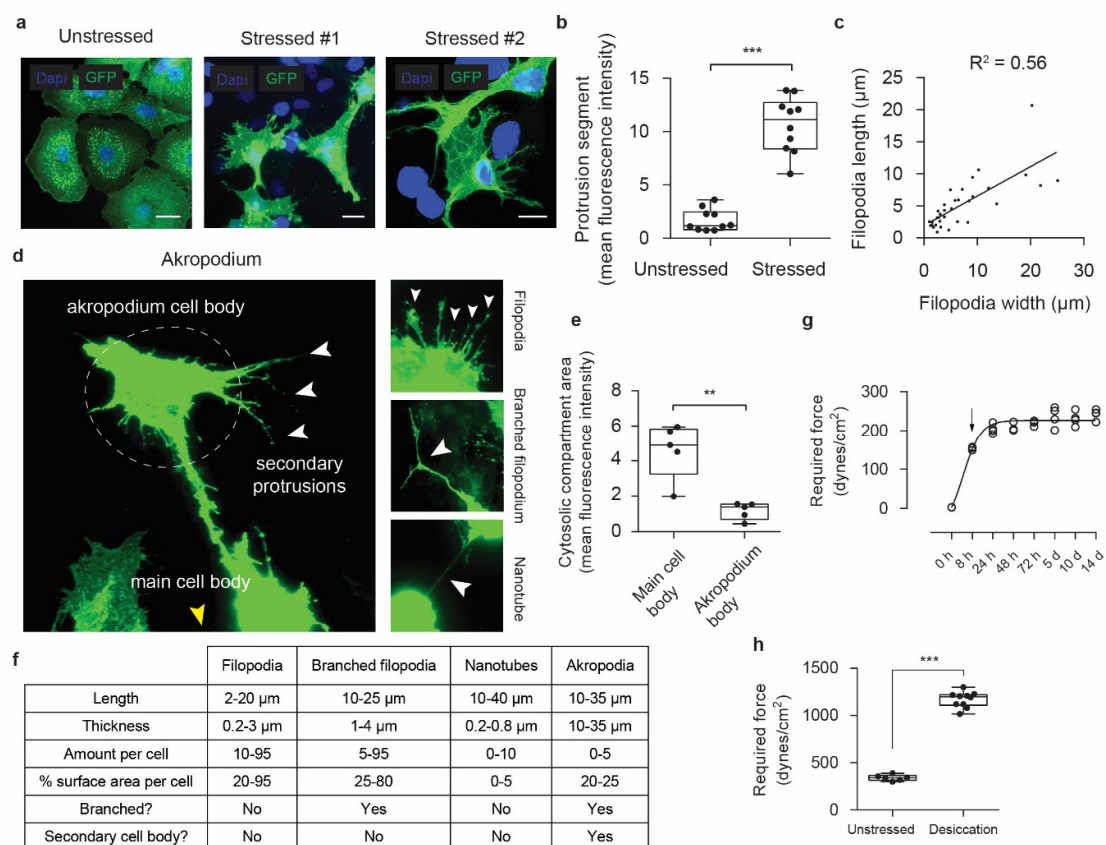 a
Unstressed
Stressed #1
Stressed #2
Dapi GFP
Dapi GFP
Dapi GFP
b
***
Protrusion segment
(mean fluorescence intensity)
15
10
5
0
Unstressed
Stressed
c
R² = 0.56
Filopodia length (µm)
25
20
15
10
5
0
0 10 20 30
Filopodia width (µm)
d
Akropodium
akropodium cell body
secondary
protrusions
main cell body
Filopodia
Branched filopodium
Nanotube
e
**
Cytosolic compartment area
(mean fluorescence intensity)
8
6
4
2
0
Main cell
body
Akropodium
body
g
Required force
(dynes/cm²)
300
200
100
0
0 h
8 h
24 h
48 h
72 h
5 d
10 d
14 d
f
Filopodia Branched filopodia Nanotubes Akropodia
Length 2-20 µm 10-25 µm 10-40 µm 10-35 µm
Thickness 0.2-3 µm 1-4 µm 0.2-0.8 µm 10-35 µm
Amount per cell 10-95 5-95 0-10 0-5
% surface area per cell 20-95 25-80 0-5 20-25
Branched? No Yes No Yes
Secondary cell body? No No No Yes
h
***
Required force
(dynes/cm²)
1500
1000
500
0
Unstressed
Desiccation